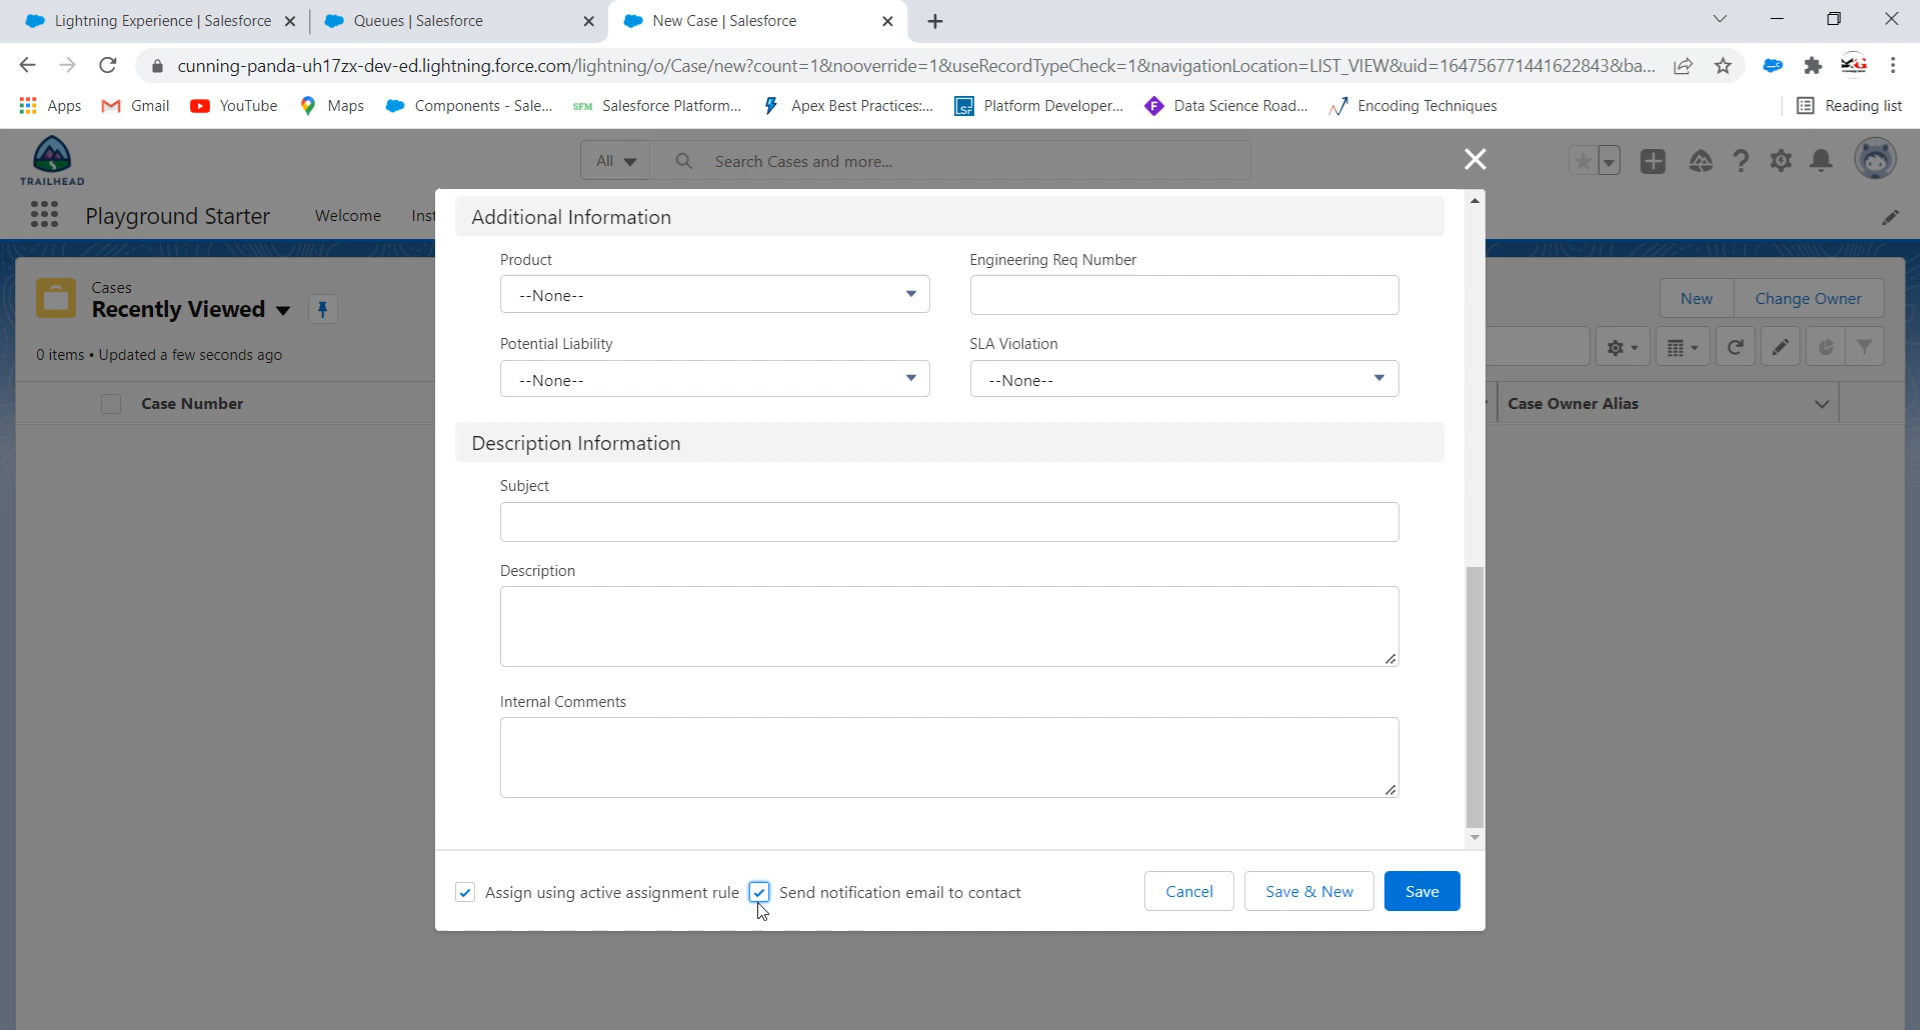 Lightning Experience | Salesforce
Queues | Salesforce
New Case | Salesforce
cunning-panda-uh17zx-dev-ed.lightning.force.com/lightning/o/Case/new?count=1&nooverride=1&useRecordTypeCheck=1&navigationLocation=LIST_VIEW&uid=164756771441622843&ba...
Apps
Gmail
YouTube
Maps
Components - Sale...
SFM Salesforce Platform...
Apex Best Practices:...
Platform Developer...
Data Science Road...
Encoding Techniques
Reading list
TRAILHEAD
All
Search Cases and more...
Playground Starter
Welcome
Inst
Cases
Recently Viewed
0 items • Updated a few seconds ago
New
Change Owner
Case Number
Case Owner Alias
Additional Information
Product
Engineering Req Number
--None--
Potential Liability
SLA Violation
--None--
--None--
Description Information
Subject
Description
Internal Comments
Assign using active assignment rule
Send notification email to contact
Cancel
Save & New
Save